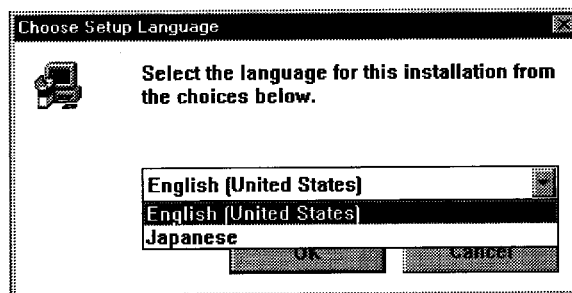 Choose Setup Language
Select the language for this installation from
the choices below.
English (United States)
English (United States)
Japanese
OK
Cancel